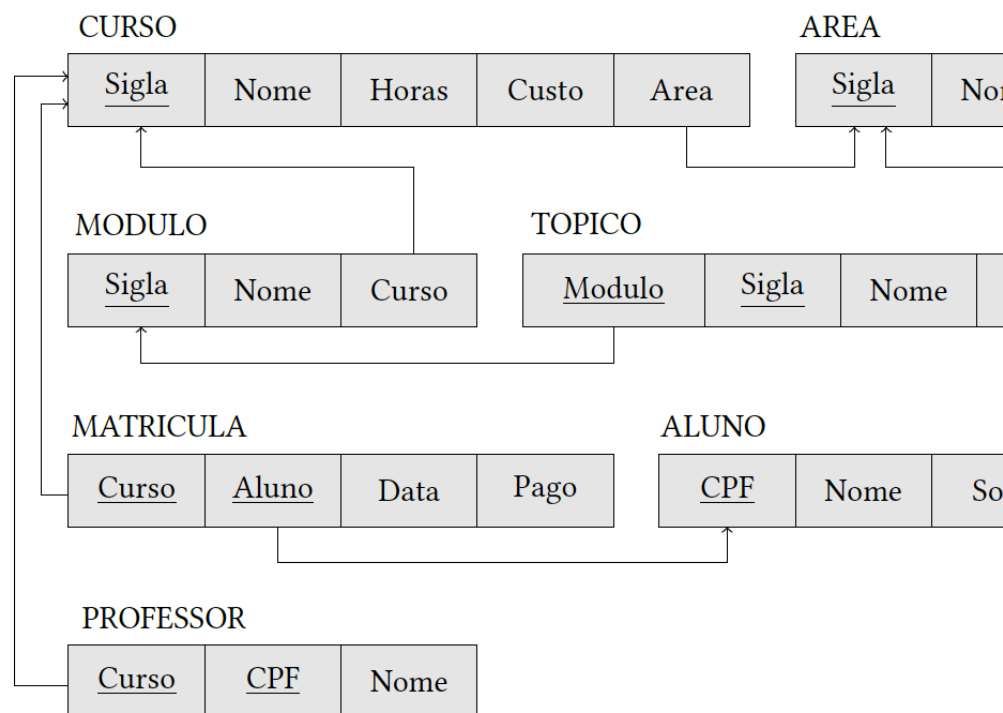 CURSO AREA
Sigla Nome Horas Custo Area Sigla
MODULO TOPICO
Sigla Nome Curso Modulo Sigla Nome
MATRICULA ALUNO
Curso Aluno Data Pago CPF Nome
PROFESSOR
Curso CPF Nome